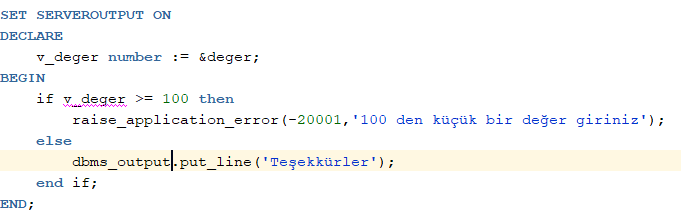 SET SERVEROUTPUT ON
DECLARE
v_deger number := &deger;
BEGIN
if v_deger >= 100 then
raise_application_error(-20001,'100 den küçük bir değer giriniz');
else
dbms_output.put_line('Teşekkürler');
end if;
END;